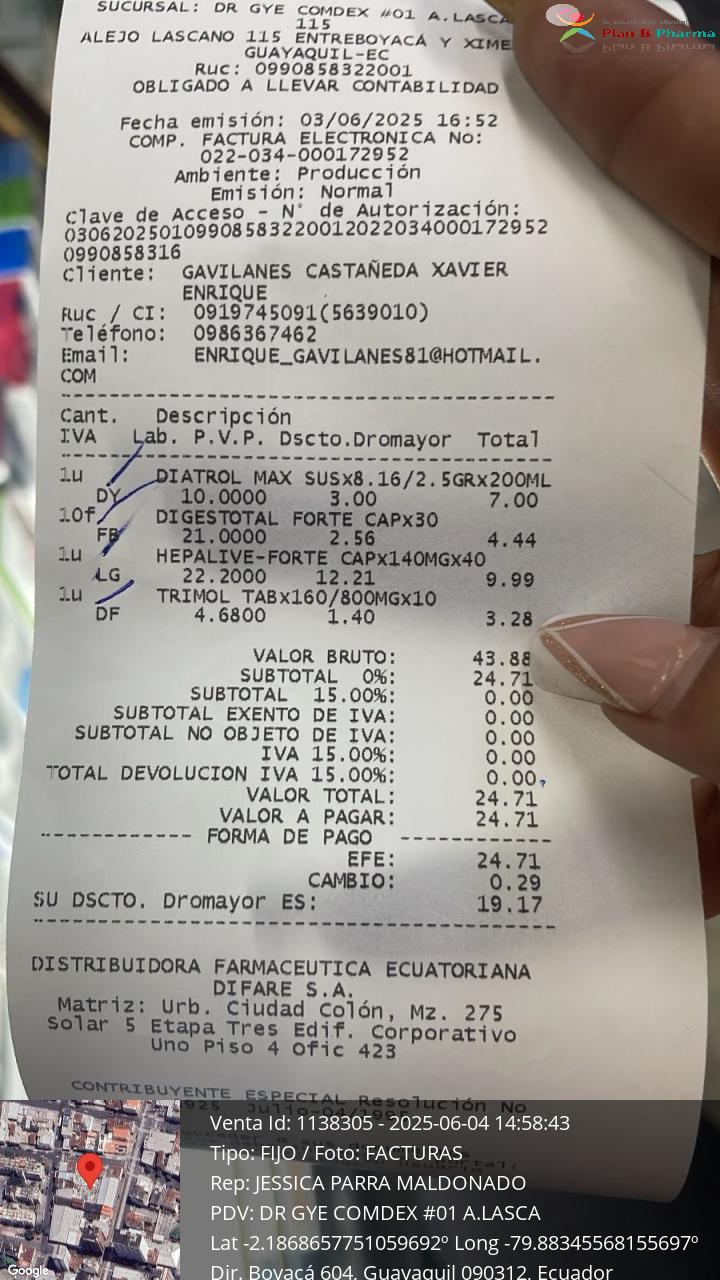 Plan B Pharma
SUCURSAL: DR GYE COMDEX #01 A.LASCA
115
ALEJO LASCANO 115 ENTREBOYACÁ Y XIME
GUAYAQUIL-EC
Ruc: 0990858322001
OBLIGADO A LLEVAR CONTABILIDAD
Fecha emisión: 03/06/2025 16:52
COMP. FACTURA ELECTRONICA No:
022-034-000172952
Ambiente: Producción
Emisión: Normal
Clave de Acceso - N° de Autorización:
030620250109908583220012022034000172952
0990858316
Cliente: GAVILANES CASTAÑEDA XAVIER
ENRIQUE
Ruc / CI: 0919745091(5639010)
Teléfono: 0986367462
Email: ENRIQUE_GAVILANES81@HOTMAIL.
COM
Cant. Descripción
IVA Lab. P.V.P. Dscto.Dromayor Total
1u DIATROL MAX SUSx8.16/2.5GRx200ML
DY 10.0000 3.00 7.00
10f DIGESTOTAL FORTE CAPx30
FB 21.0000 2.56 4.44
1u HEPALIVE-FORTE CAPx140MGx40
LG 22.2000 12.21 9.99
1u TRIMOL TABx160/800MGx10
DF 4.6800 1.40 3.28
VALOR BRUTO: 43.88
SUBTOTAL 0%: 24.71
SUBTOTAL 15.00%: 0.00
SUBTOTAL EXENTO DE IVA: 0.00
SUBTOTAL NO OBJETO DE IVA: 0.00
IVA 15.00%: 0.00
TOTAL DEVOLUCION IVA 15.00%: 0.00
VALOR TOTAL: 24.71
VALOR A PAGAR: 24.71
------------ FORMA DE PAGO ------------
EFE: 24.71
CAMBIO: 0.29
SU DSCTO. Dromayor ES: 19.17
DISTRIBUIDORA FARMACEUTICA ECUATORIANA
DIFARE S.A.
Matriz: Urb. Ciudad Colón, Mz. 275
Solar 5 Etapa Tres Edif. Corporativo
Uno Piso 4 Ofic 423
CONTRIBUYENTE ESPECIAL Resolución No
Venta Id: 1138305 - 2025-06-04 14:58:43
Tipo: FIJO / Foto: FACTURAS
Rep: JESSICA PARRA MALDONADO
PDV: DR GYE COMDEX #01 A.LASCA
Lat -2.1868657751059692º Long -79.88345568155697º
Dir. Boyacá 604, Guayaquil 090312, Ecuador
Google